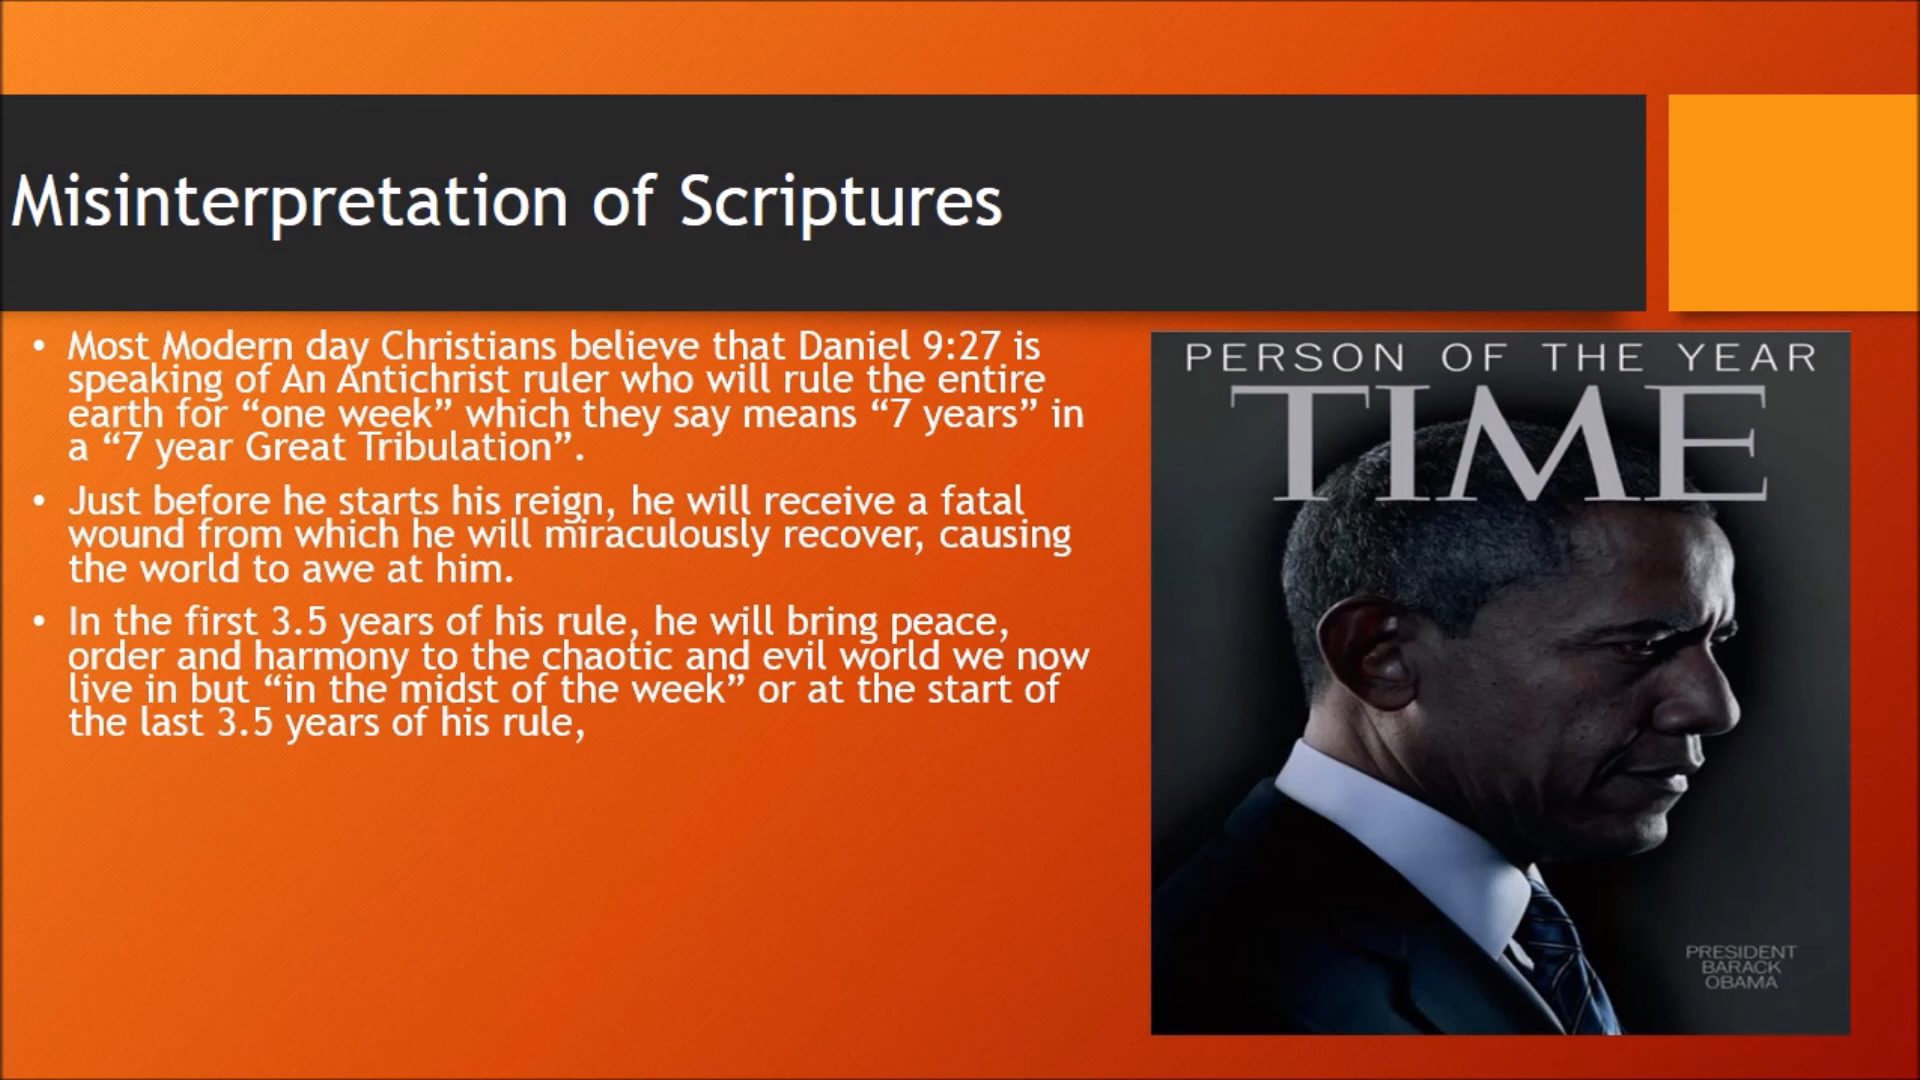 Misinterpretation of Scriptures
• Most Modern day Christians believe that Daniel 9:27 is
speaking of An Antichrist ruler who will rule the entire
earth for “one week” which they say means “7 years” in
a “7 year Great Tribulation”.
• Just before he starts his reign, he will receive a fatal
wound from which he will miraculously recover, causing
the world to awe at him.
• In the first 3.5 years of his rule, he will bring peace,
order and harmony to the chaotic and evil world we now
live in but “in the midst of the week” or at the start of
the last 3.5 years of his rule,
PERSON OF THE YEAR
TIME
PRESIDENT
BARACK
OBAMA